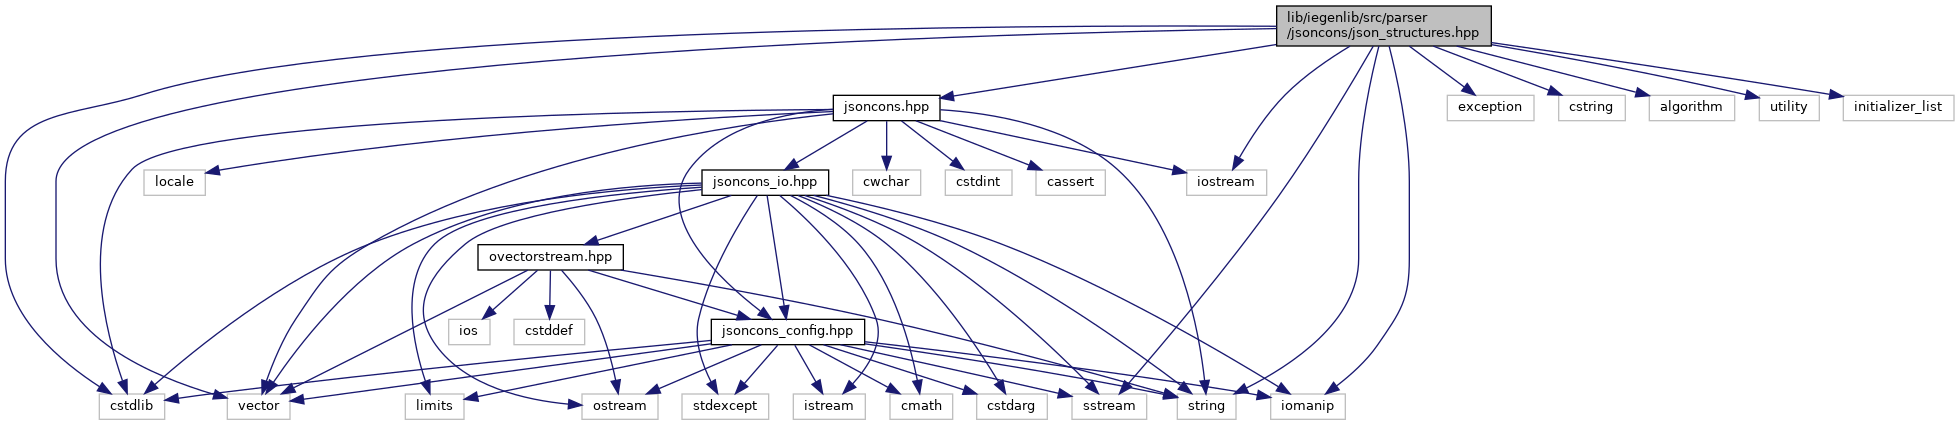 lib/iegenlib/src/parser
/jsoncons/json_structures.hpp
jsoncons.hpp
exception
cstring
algorithm
utility
initializer_list
locale
jsoncons_io.hpp
cwchar
cstdint
cassert
iostream
ovectorstream.hpp
ios
cstddef
jsoncons_config.hpp
cstdlib
vector
limits
ostream
stdexcept
istream
cmath
cstdarg
sstream
string
iomanip